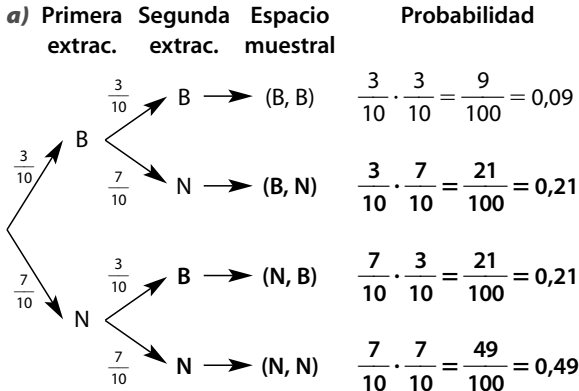 a) Primera extrac. Segunda extrac. Espacio muestral Probabilidad
3/10 B → (B, B) 3/10 · 3/10 = 9/100 = 0,09
3/10 B
7/10 N → (B, N) 3/10 · 7/10 = 21/100 = 0,21
3/10 B → (N, B) 7/10 · 3/10 = 21/100 = 0,21
7/10 N
7/10 N → (N, N) 7/10 · 7/10 = 49/100 = 0,49